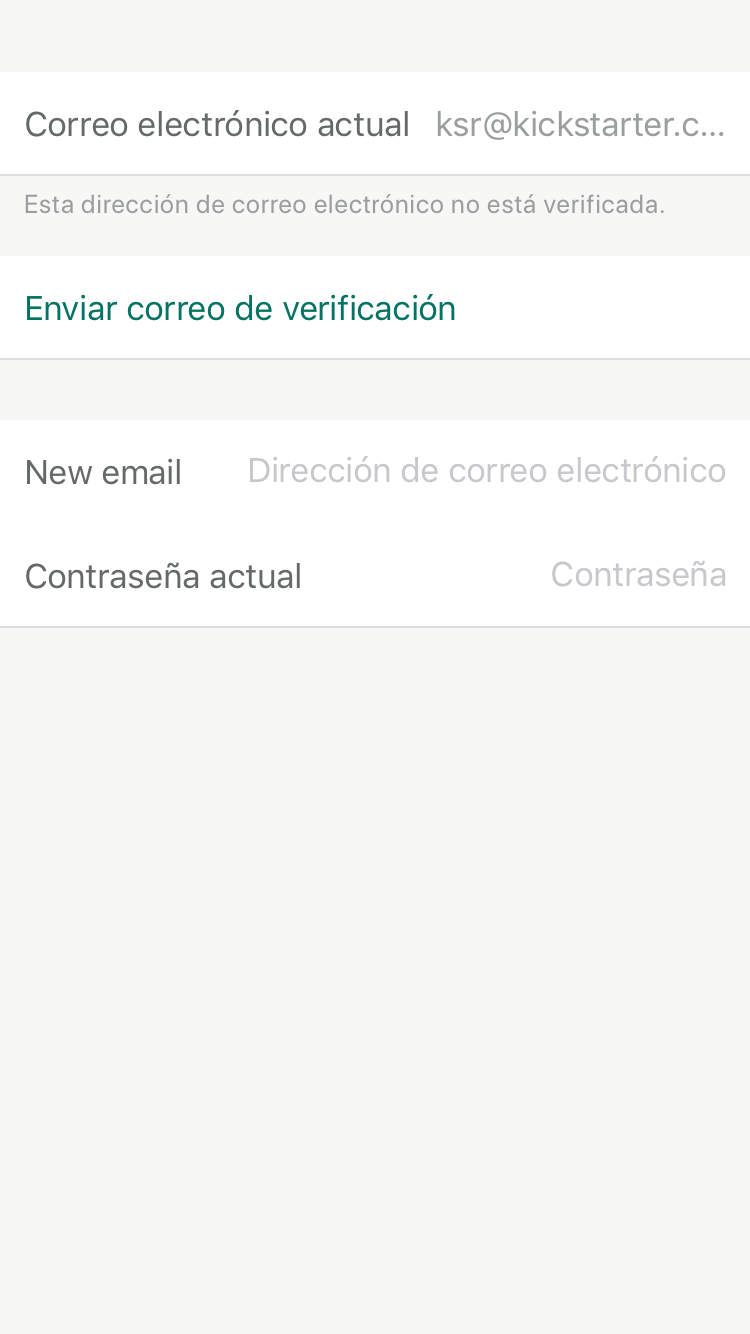 Correo electrónico actual ksr@kickstarter.c...
Esta dirección de correo electrónico no está verificada.
Enviar correo de verificación
New email Dirección de correo electrónico
Contraseña actual Contraseña